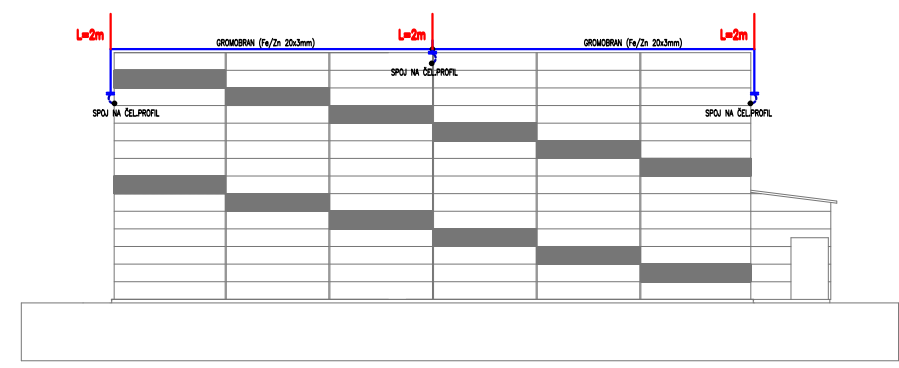 L=2m
L=2m
L=2m
GROMOBRAN (Fe/Zn 20x3mm)
GROMOBRAN (Fe/Zn 20x3mm)
SPOJ NA ČEL.PROFIL
SPOJ NA ČEL.PROFIL
SPOJ NA ČEL.PROFIL